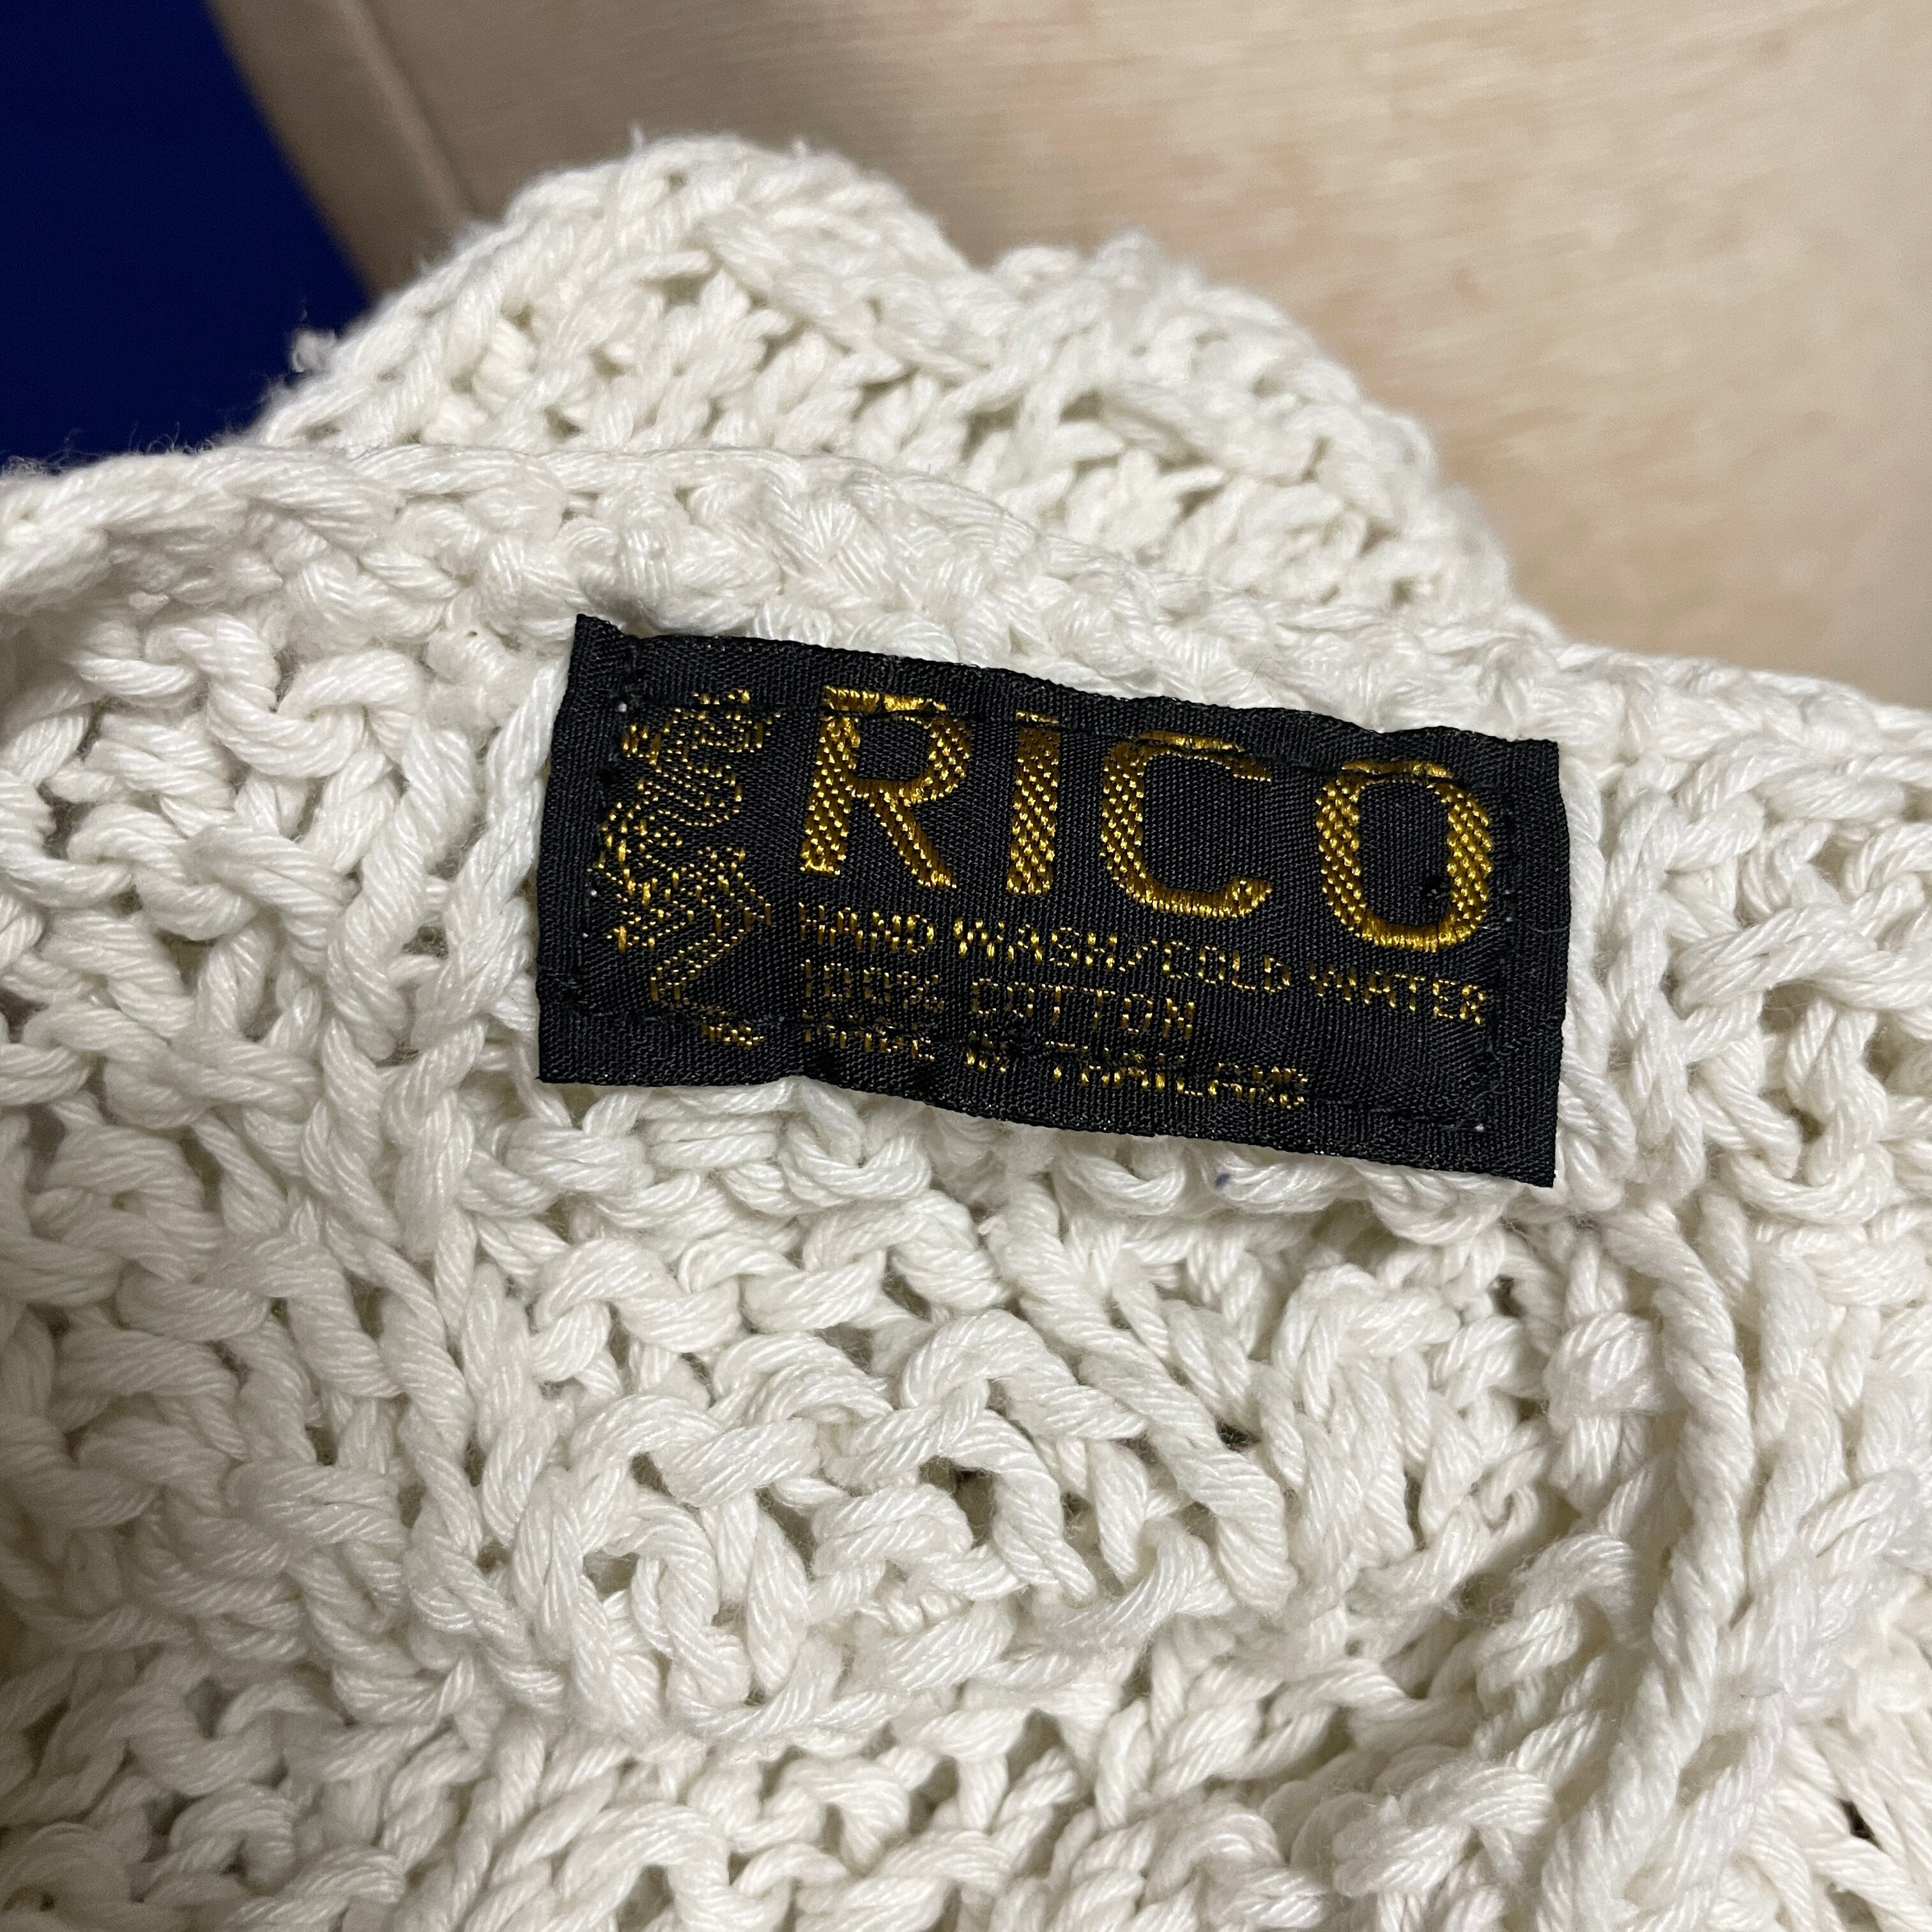 RICO
HAND WASH/COLD WATER
100% COTTON
MADE IN THAILAND